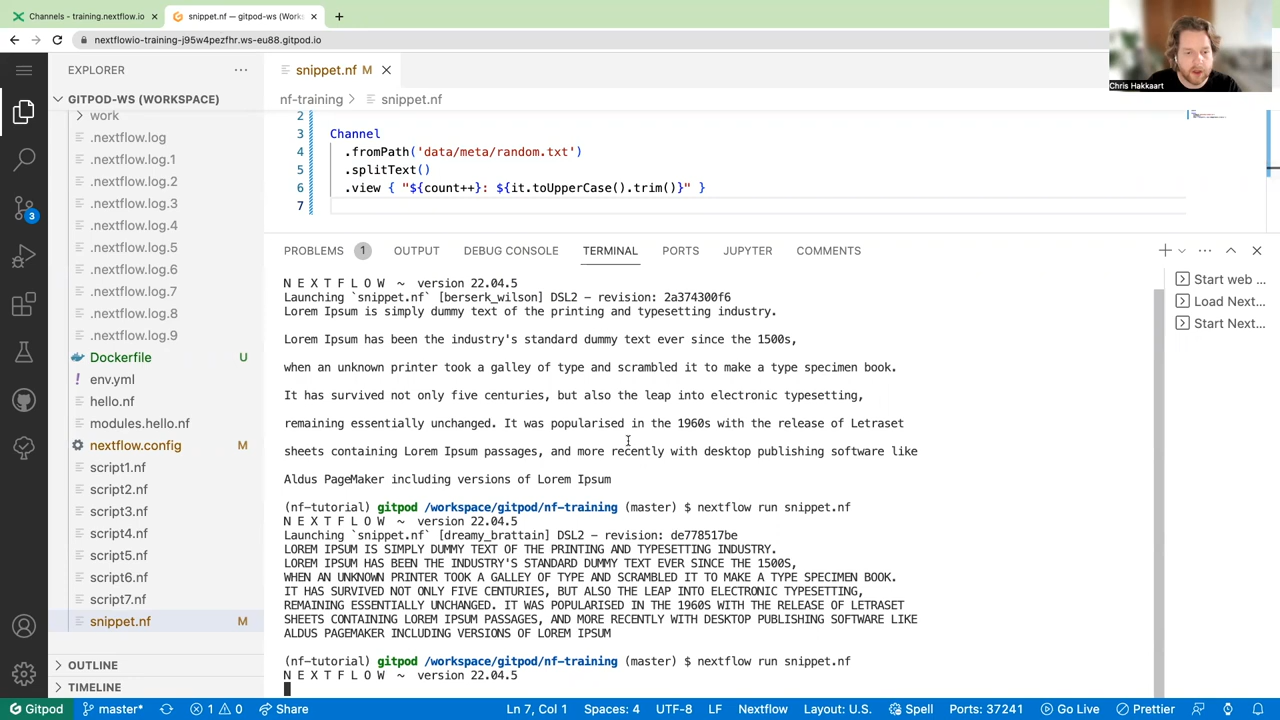 Channels - training.nextflow.io
snippet.nf — gitpod-ws (Works
nextflowio-training-j95w4pezfhr.ws-eu88.gitpod.io
Chris Hakkaart
EXPLORER
GITPOD-WS (WORKSPACE)
work
.nextflow.log
.nextflow.log.1
.nextflow.log.2
.nextflow.log.3
.nextflow.log.4
.nextflow.log.5
.nextflow.log.6
.nextflow.log.7
.nextflow.log.8
.nextflow.log.9
Dockerfile U
env.yml
hello.nf
modules.hello.nf
nextflow.config M
script1.nf
script2.nf
script3.nf
script4.nf
script5.nf
script6.nf
script7.nf
snippet.nf M
OUTLINE
TIMELINE
3
snippet.nf M
nf-training > snippet.nf
2
3 Channel
4 .fromPath('data/meta/random.txt')
5 .splitText()
6 .view { "${count++}: ${it.toUpperCase().trim()}" }
7
PROBLEMS 1 OUTPUT DEBUG CONSOLE TERMINAL PORTS JUPYTER COMMENTS
N E X T F L O W ~ version 22.04.5
Launching `snippet.nf` [berserk_wilson] DSL2 - revision: 2a374300f6
Lorem Ipsum is simply dummy text of the printing and typesetting industry.
Lorem Ipsum has been the industry's standard dummy text ever since the 1500s,
when an unknown printer took a galley of type and scrambled it to make a type specimen book.
It has survived not only five centuries, but also the leap into electronic typesetting,
remaining essentially unchanged. It was popularised in the 1960s with the release of Letraset
sheets containing Lorem Ipsum passages, and more recently with desktop publishing software like
Aldus PageMaker including versions of Lorem Ipsum
(nf-tutorial) gitpod /workspace/gitpod/nf-training (master) $ nextflow run snippet.nf
N E X T F L O W ~ version 22.04.5
Launching `snippet.nf` [dreamy_brattain] DSL2 - revision: de778517be
LOREM IPSUM IS SIMPLY DUMMY TEXT OF THE PRINTING AND TYPESETTING INDUSTRY.
LOREM IPSUM HAS BEEN THE INDUSTRY'S STANDARD DUMMY TEXT EVER SINCE THE 1500S,
WHEN AN UNKNOWN PRINTER TOOK A GALLEY OF TYPE AND SCRAMBLED IT TO MAKE A TYPE SPECIMEN BOOK.
IT HAS SURVIVED NOT ONLY FIVE CENTURIES, BUT ALSO THE LEAP INTO ELECTRONIC TYPESETTING,
REMAINING ESSENTIALLY UNCHANGED. IT WAS POPULARISED IN THE 1960S WITH THE RELEASE OF LETRASET
SHEETS CONTAINING LOREM IPSUM PASSAGES, AND MORE RECENTLY WITH DESKTOP PUBLISHING SOFTWARE LIKE
ALDUS PAGEMAKER INCLUDING VERSIONS OF LOREM IPSUM
(nf-tutorial) gitpod /workspace/gitpod/nf-training (master) $ nextflow run snippet.nf
N E X T F L O W ~ version 22.04.5
Start web ...
Load Next...
Start Next...
Gitpod master* 1 0 Share Ln 7, Col 1 Spaces: 4 UTF-8 LF Nextflow Layout: U.S. Spell Ports: 37241 Go Live Prettier